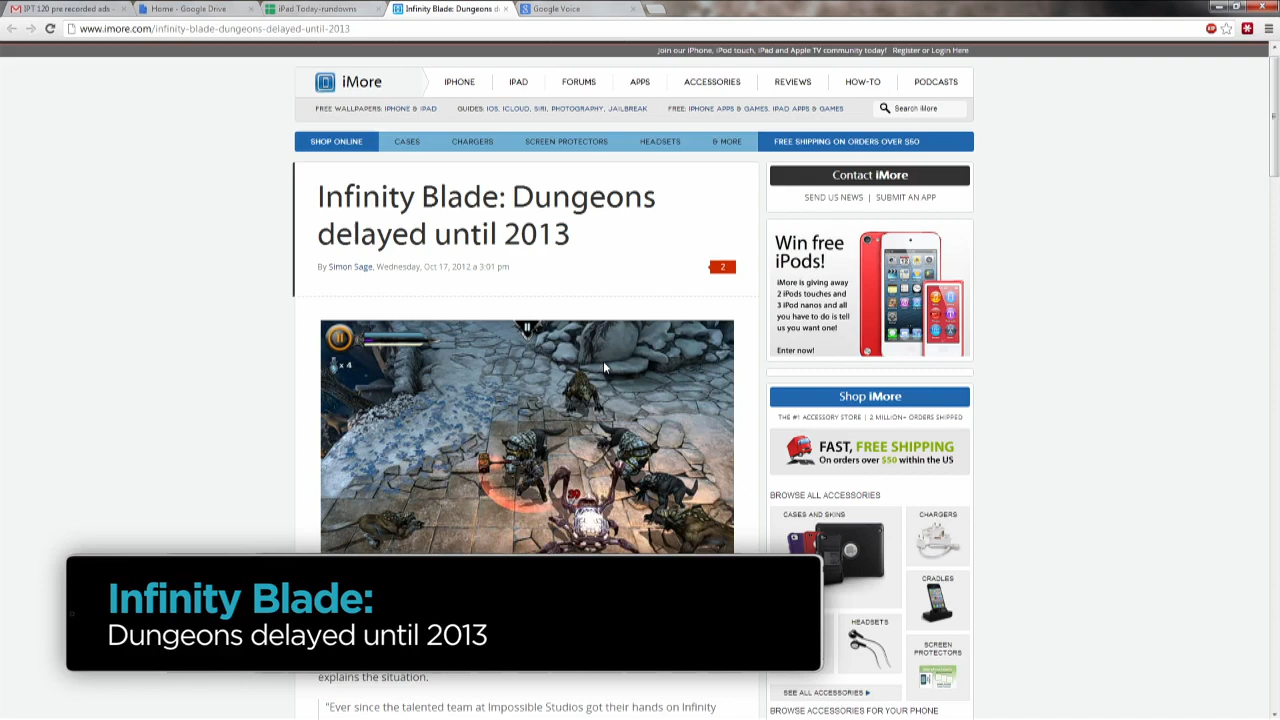 IPT 120 pre recorded ads -
Home - Google Drive
iPad Today-rundowns
Infinity Blade: Dungeons d
Google Voice
www.imore.com/infinity-blade-dungeons-delayed-until-2013
Join our iPhone, iPod touch, iPad and Apple TV community today! Register or Login Here
iMore
IPHONE
IPAD
FORUMS
APPS
ACCESSORIES
REVIEWS
HOW-TO
PODCASTS
FREE WALLPAPERS: IPHONE & IPAD
GUIDES: IOS, ICLOUD, SIRI, PHOTOGRAPHY, JAILBREAK
FREE: IPHONE APPS & GAMES, IPAD APPS & GAMES
Search iMore
SHOP ONLINE
CASES
CHARGERS
SCREEN PROTECTORS
HEADSETS
& MORE
FREE SHIPPING ON ORDERS OVER $50
Infinity Blade: Dungeons
delayed until 2013
By Simon Sage, Wednesday, Oct 17, 2012 a 3:01 pm
2
x 4
Contact iMore
SEND US NEWS | SUBMIT AN APP
Win free
iPods!
iMore is giving away
2 iPods touches and
3 iPod nanos and all
you have to do is tell
us you want one!
Enter now!
Shop iMore
THE #1 ACCESSORY STORE | 2 MILLION+ ORDERS SHIPPED
FAST, FREE SHIPPING
On orders over $50 within the US
BROWSE ALL ACCESSORIES
CASES AND SKINS
CHARGERS
CRADLES
HEADSETS
SCREEN
PROTECTORS
SEE ALL ACCESSORIES
BROWSE ACCESSORIES FOR YOUR PHONE
Infinity Blade:
Dungeons delayed until 2013
explains the situation.
"Ever since the talented team at Impossible Studios got their hands on Infinity